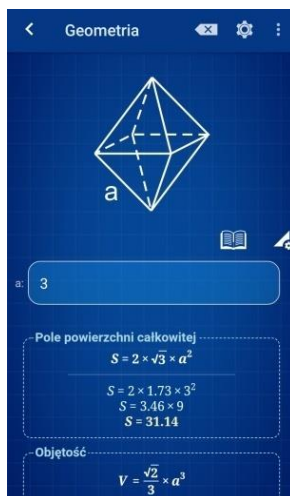 Geometria
a
a: 3
Pole powierzchni całkowitej
S = 2 × √3 × a²
S = 2 × 1.73 × 3²
S = 3.46 × 9
S = 31.14
Objętość
V = √2/3 × a³